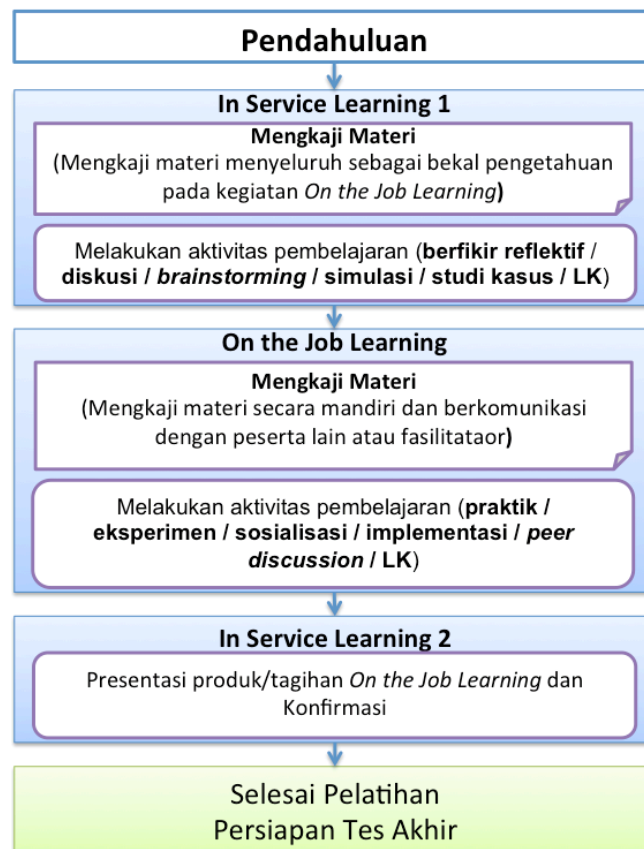 Pendahuluan
In Service Learning 1
Mengkaji Materi
(Mengkaji materi menyeluruh sebagai bekal pengetahuan
pada kegiatan On the Job Learning)
Melakukan aktivitas pembelajaran (berfikir reflektif /
diskusi / brainstorming / simulasi / studi kasus / LK)
On the Job Learning
Mengkaji Materi
(Mengkaji materi secara mandiri dan berkomunikasi
dengan peserta lain atau fasilitataor)
Melakukan aktivitas pembelajaran (praktik /
eksperimen / sosialisasi / implementasi / peer
discussion / LK)
In Service Learning 2
Presentasi produk/tagihan On the Job Learning dan
Konfirmasi
Selesai Pelatihan
Persiapan Tes Akhir